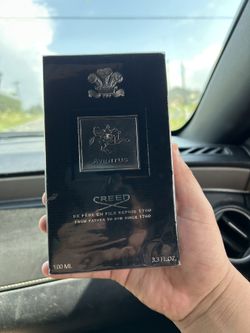 AVENTUS
CREED
DE PÈRE EN FILS DEPUIS 1760
FROM FATHER TO SON SINCE 1760
100 ML
3.3 FL.OZ.